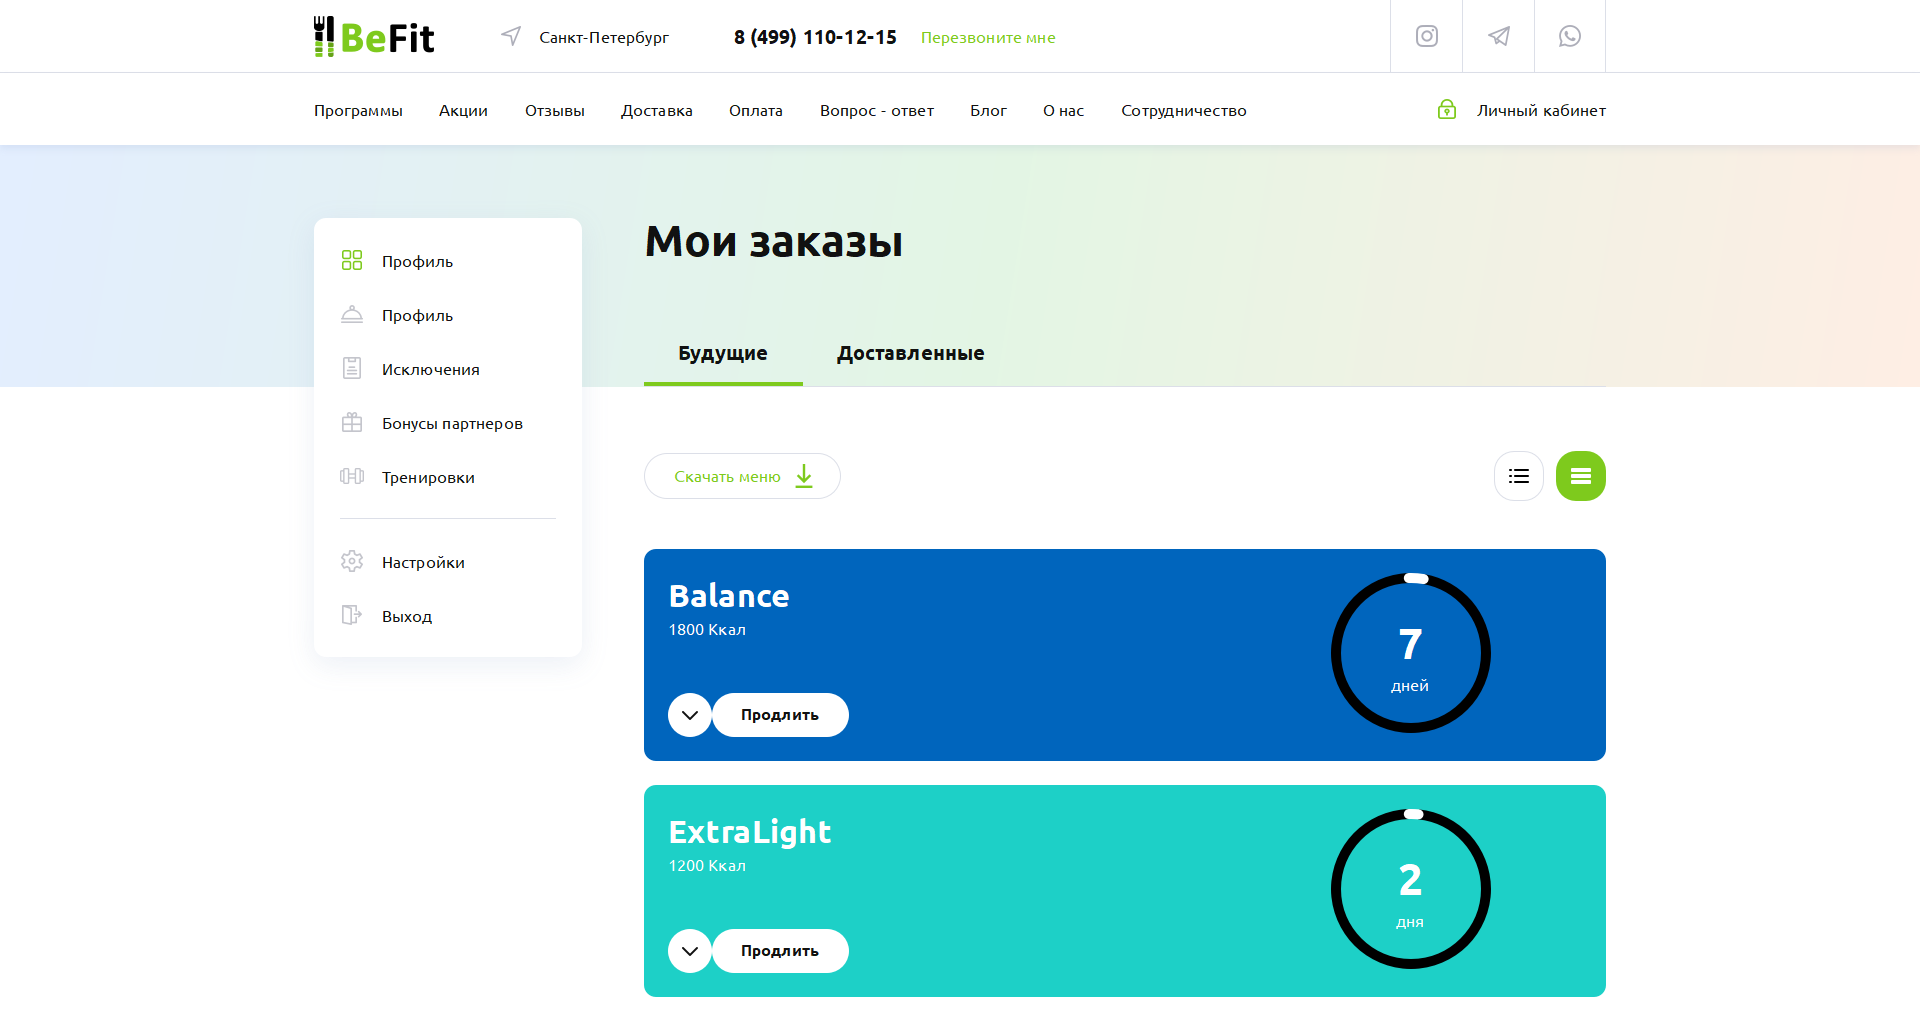 BeFit
Санкт-Петербург
8 (499) 110-12-15
Перезвоните мне
Программы
Акции
Отзывы
Доставка
Оплата
Вопрос - ответ
Блог
О нас
Сотрудничество
Личный кабинет
Профиль
Профиль
Исключения
Бонусы партнеров
Тренировки
Настройки
Выход
Мои заказы
Будущие
Доставленные
Скачать меню
Balance
1800 Ккал
Продлить
7
дней
ExtraLight
1200 Ккал
Продлить
2
дня